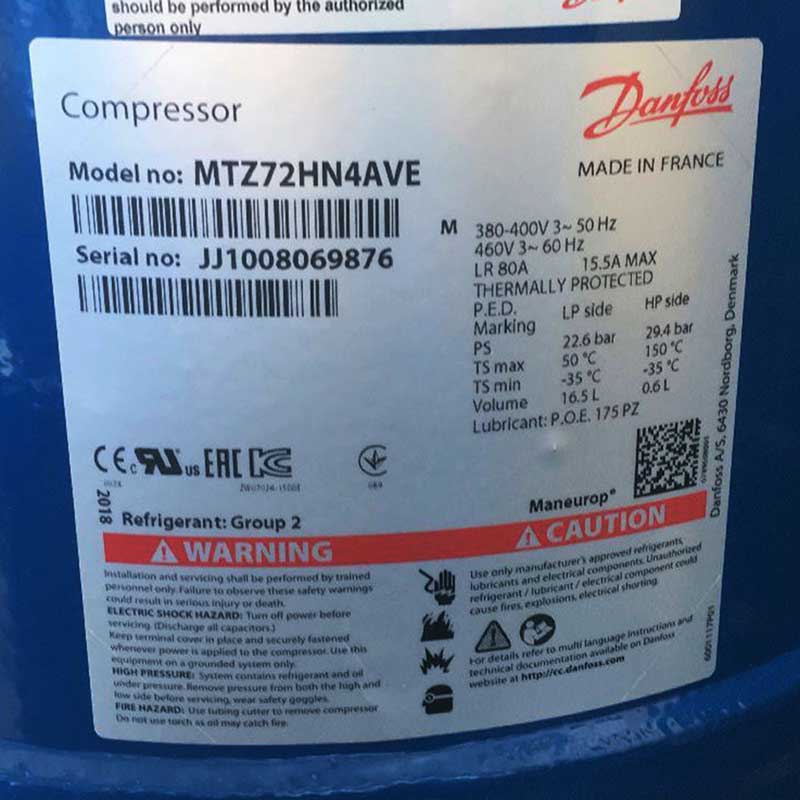 should be performed by the authorized
person only
Compressor
Danfoss
MADE IN FRANCE
Model no: MTZ72HN4AVE
Serial no: JJ1008069876
M 380-400V 3~ 50 Hz
460V 3~ 60 Hz
LR 80A 15.5A MAX
THERMALLY PROTECTED
P.E.D. LP side HP side
Marking
PS 22.6 bar 29.4 bar
TS max 50 °C 150 °C
TS min -35 °C -35 °C
Volume 16.5 L 0.6 L
Lubricant: P.O.E. 175 PZ
Danfoss A/S, 6430 Nordborg, Denmark
CE c RU us EAC KC
2018
Refrigerant: Group 2
Maneurop®
WARNING
Installation and servicing shall be performed by trained
personnel only. Failure to observe these safety warnings
could result in serious injury or death.
ELECTRIC SHOCK HAZARD: Turn off power before
servicing. (Discharge all capacitors.)
Keep terminal cover in place and securely fastened
whenever power is applied to the compressor. Use this
equipment on a grounded system only.
HIGH PRESSURE: System contains refrigerant and oil
under pressure. Remove pressure from both the high and
low side before servicing, wear safety goggles.
FIRE HAZARD: Use tubing cutter to remove compressor
Do not use torch as oil may catch fire.
CAUTION
Use only manufacturer's approved refrigerants,
lubricants and electrical components. Unauthorized
refrigerant / lubricant / electrical component could
cause fires, explosions, electrical shorting.
For details refer to multi language Instructions and
technical documentation available on Danfoss
website at http://cc.danfoss.com
6001117P01